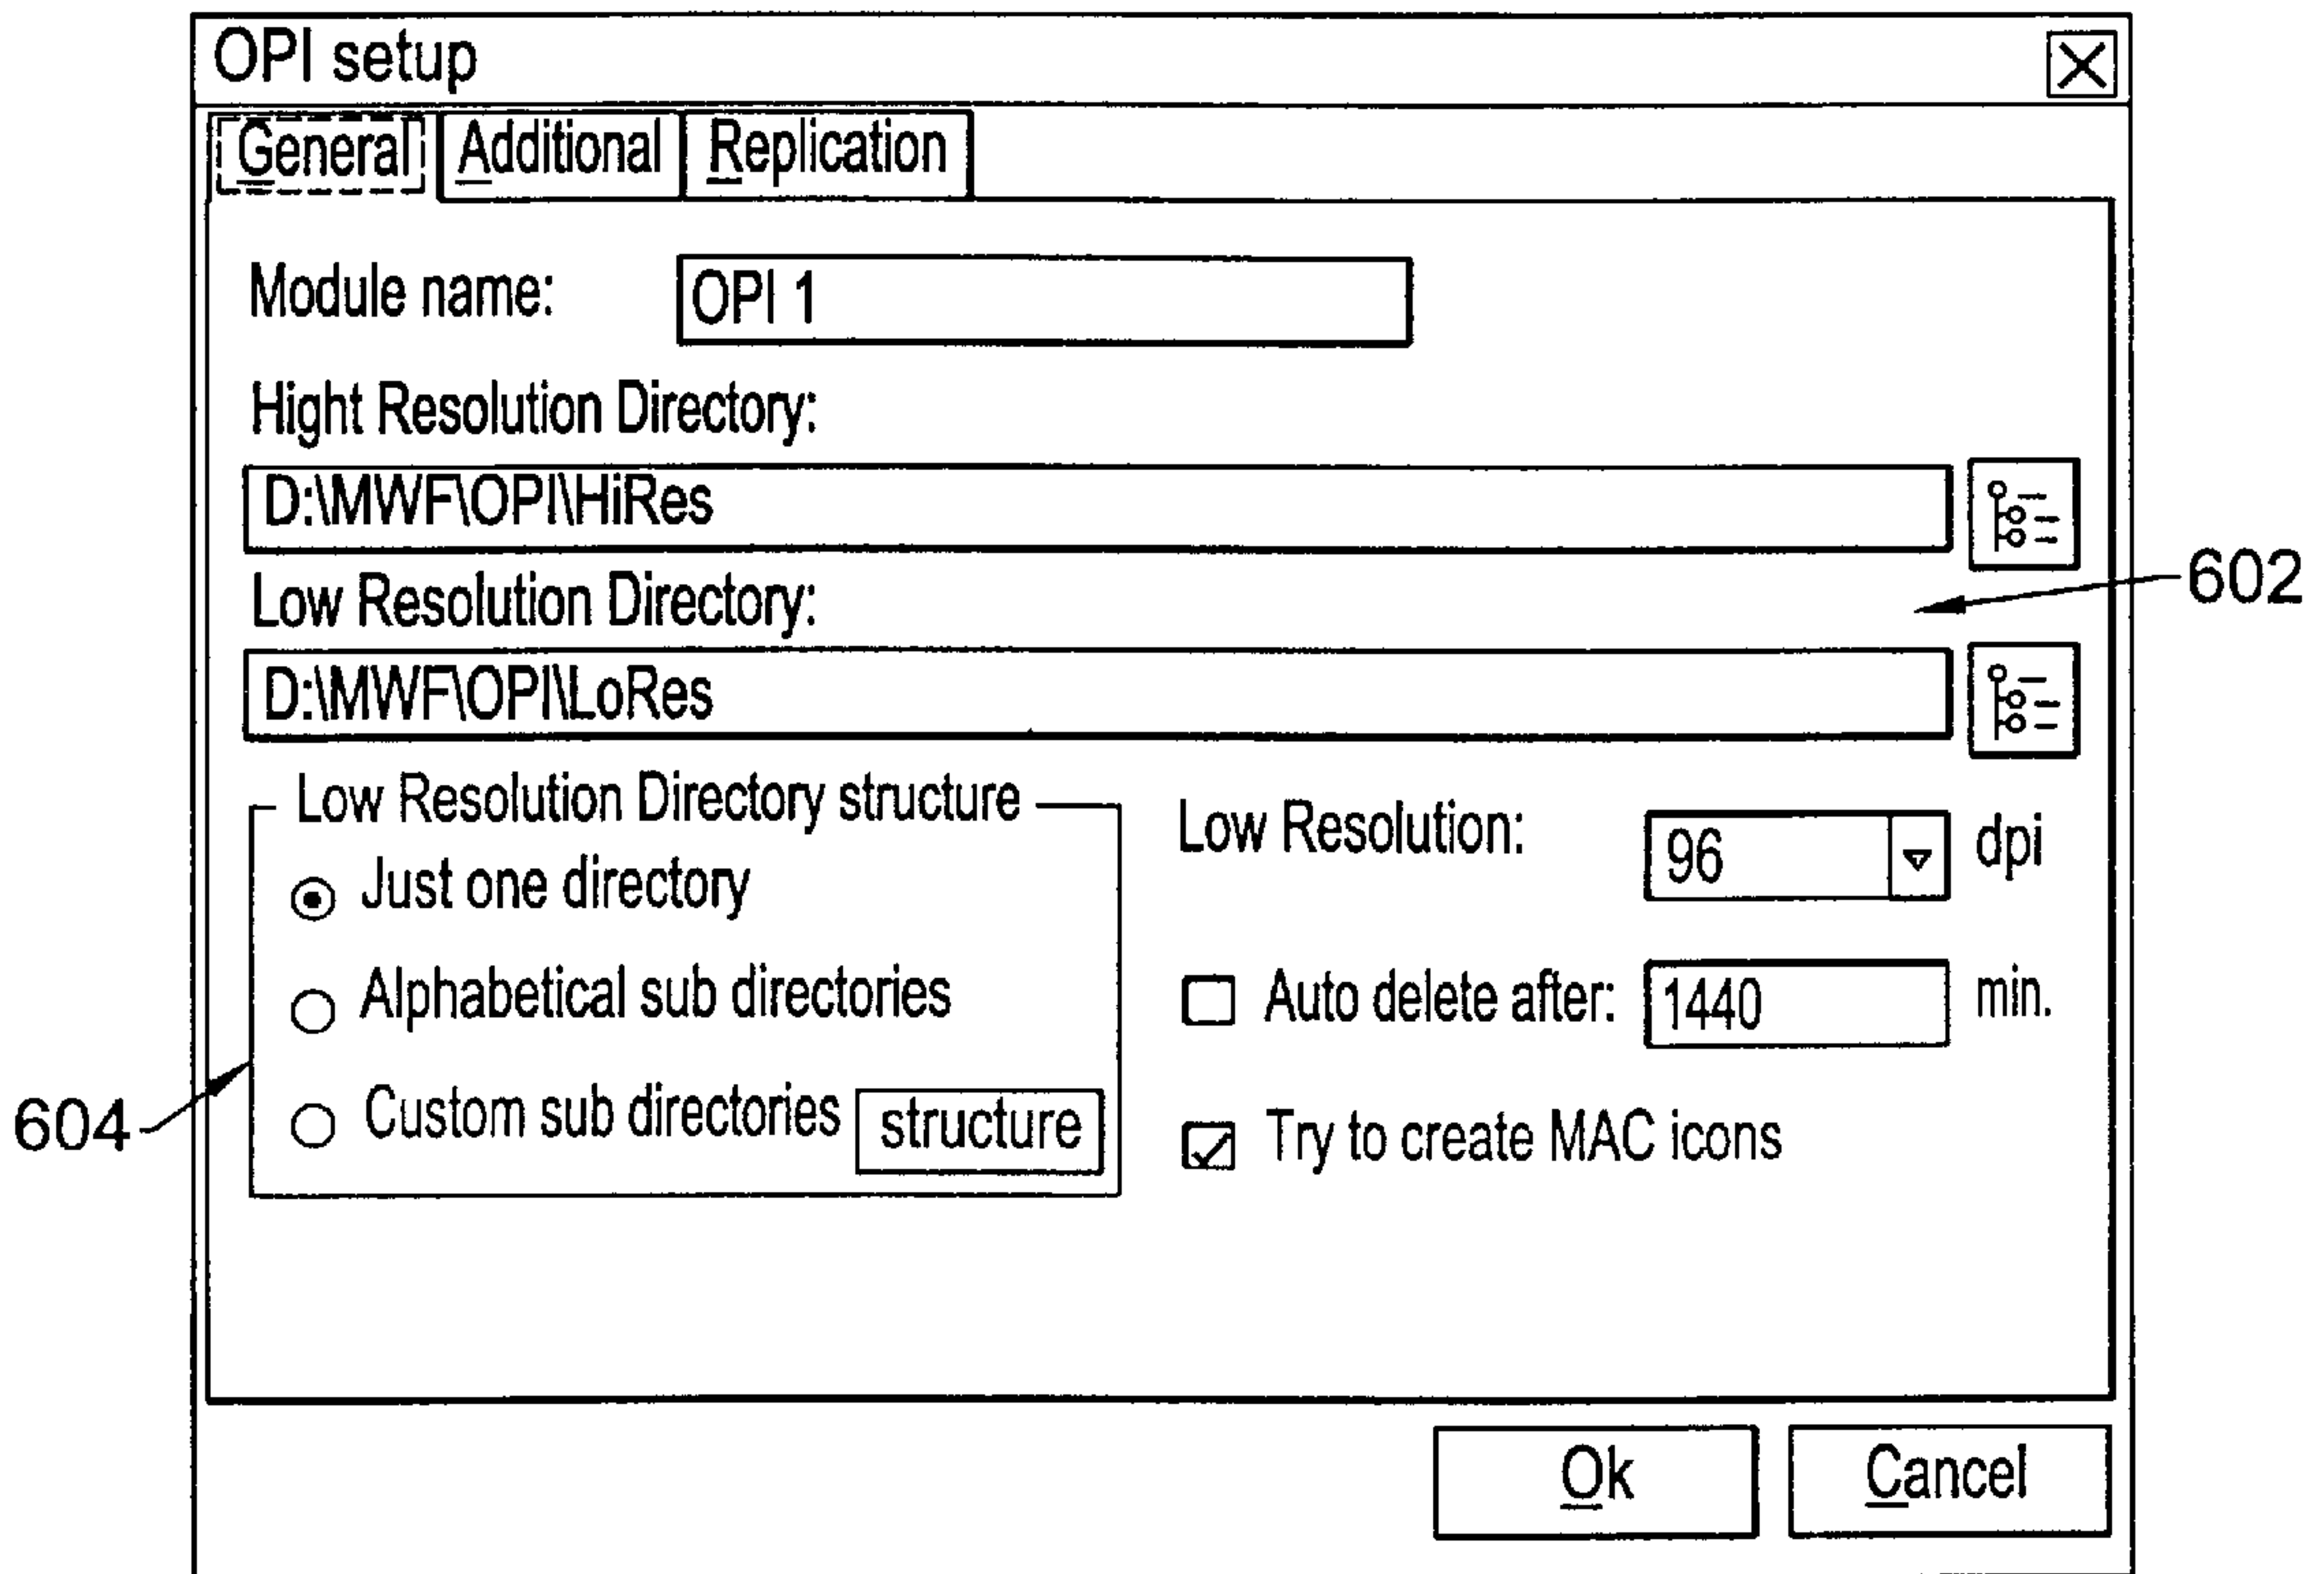 OPI setup
General Additional Replication
Module name: OPI 1
Hight Resolution Directory:
D:\MWF\OPI\HiRes
602
Low Resolution Directory:
D:\MWF\OPI\LoRes
Low Resolution Directory structure
Just one directory
Alphabetical sub directories
604
Custom sub directories structure
Low Resolution: 96 dpi
Auto delete after: 1440 min.
Try to create MAC icons
Ok Cancel